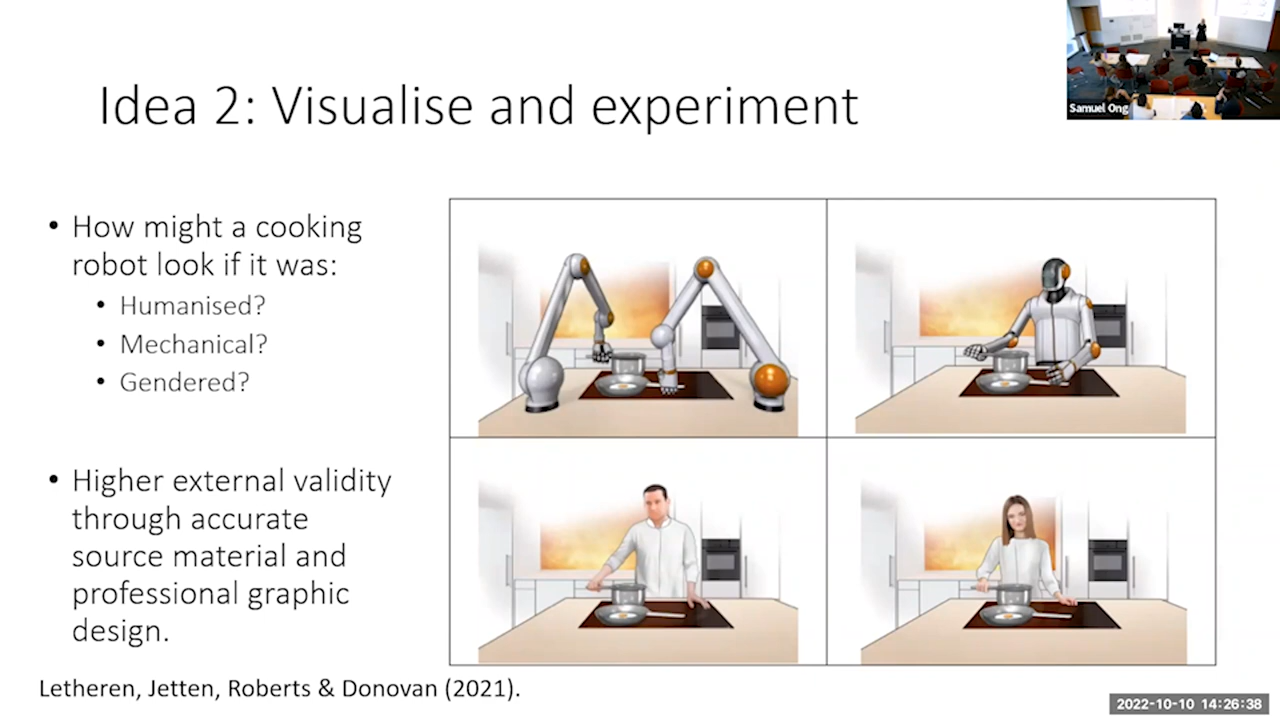 Idea 2: Visualise and experiment
Samuel Ong
• How might a cooking
robot look if it was:
• Humanised?
• Mechanical?
• Gendered?
• Higher external validity
through accurate
source material and
professional graphic
design.
Letheren, Jetten, Roberts & Donovan (2021).
2022-10-10 14:26:38